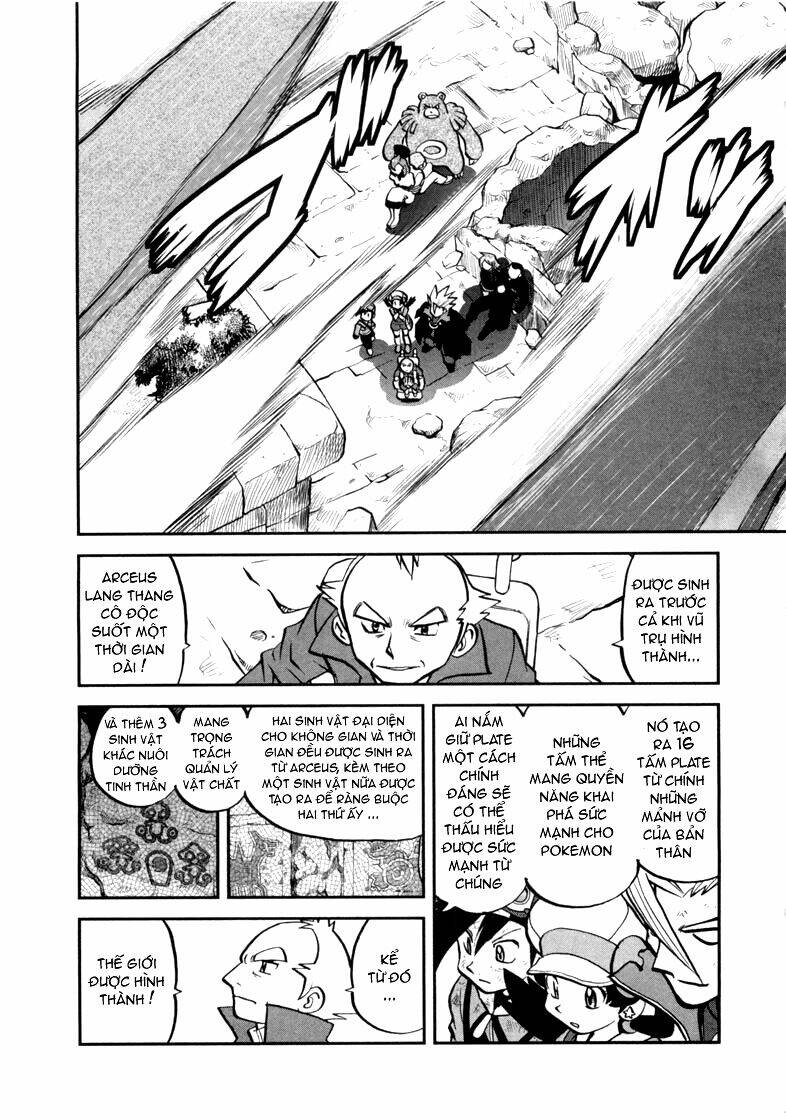 ĐƯỢC SINH
RA TRƯỚC
CẢ KHI VŨ
TRỤ HÌNH
THÀNH...
ARCEUS
LANG THANG
CÔ ĐỘC
SUỐT MỘT
THỜI GIAN
DÀI!
NÓ TẠO
RA 16
TẤM PLATE
TỪ CHÍNH
NHỮNG
MẢNH VỠ
CỦA BẢN
THÂN
NHỮNG
TẤM THẺ
MANG QUYỀN
NĂNG KHAI
PHÁ SỨC
MẠNH CHO
POKEMON
AI NẮM
GIỮ PLATE
MỘT CÁCH
CHÍNH
ĐÁNG SẼ
CÓ THỂ
THẤU HIỂU
ĐƯỢC SỨC
MẠNH TỪ
CHÚNG
HAI SINH VẬT ĐẠI DIỆN
CHO KHÔNG GIAN VÀ THỜI
GIAN ĐỀU ĐƯỢC SINH RA
TỪ ARCEUS, KÈM THEO
MỘT SINH VẬT NỮA ĐƯỢC
TẠO RA ĐỂ RÀNG BUỘC
HAI THỨ ẤY ...
MANG
TRỌNG
TRÁCH
QUẢN LÝ
VẬT CHẤT
VÀ THÊM 3
SINH VẬT
KHÁC NUÔI
DƯỠNG
TINH THẦN
KỂ
TỪ ĐÓ
...
THẾ GIỚI
ĐƯỢC HÌNH
THÀNH!